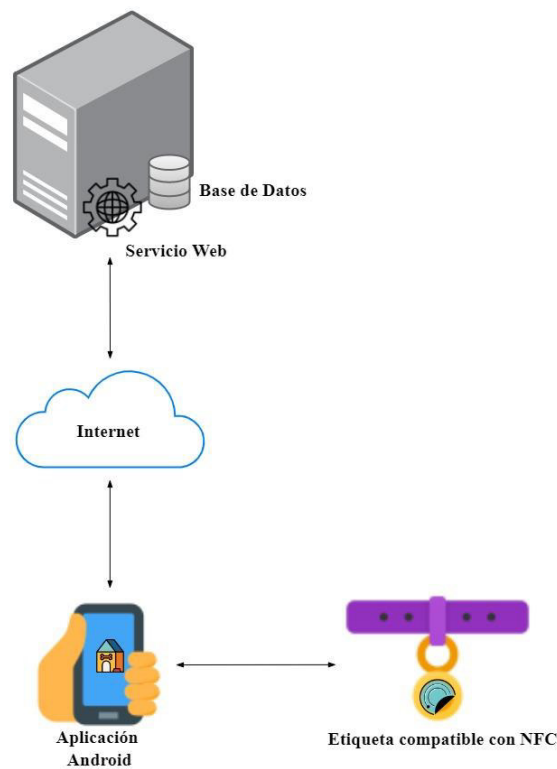 Base de Datos
Servicio Web
Internet
Aplicación
Android
Etiqueta compatible con NFC